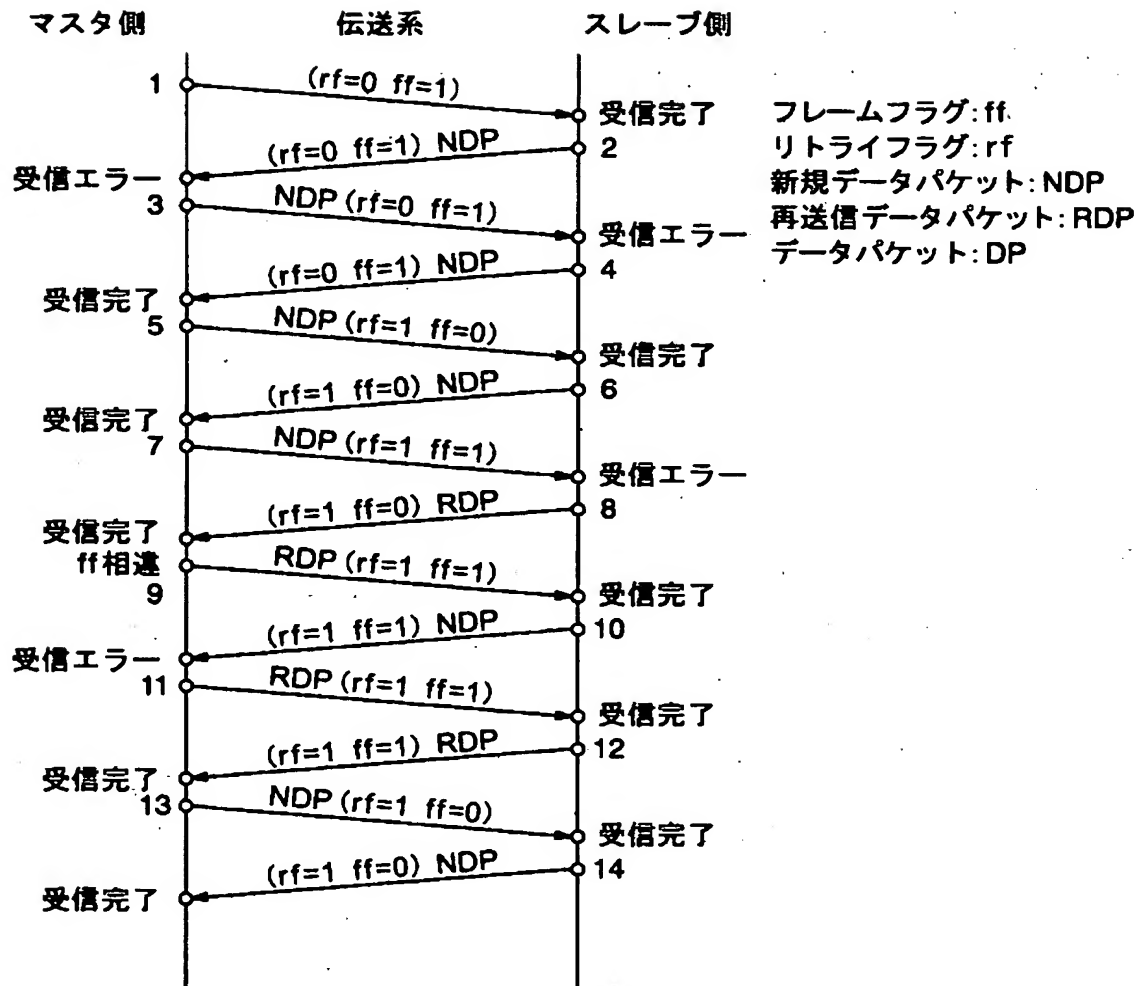 マスタ側 伝送系 スレーブ側
1 (rf=0 ff=1)
受信完了
(rf=0 ff=1) NDP 2
受信エラー
3 NDP (rf=0 ff=1)
受信エラー
(rf=0 ff=1) NDP 4
受信完了
5 NDP (rf=1 ff=0)
受信完了
(rf=1 ff=0) NDP 6
受信完了
7 NDP (rf=1 ff=1)
受信エラー
(rf=1 ff=0) RDP 8
受信完了
ff相違
9 RDP (rf=1 ff=1)
受信完了
(rf=1 ff=1) NDP 10
受信エラー
11 RDP (rf=1 ff=1)
受信完了
(rf=1 ff=1) RDP 12
受信完了
13 NDP (rf=1 ff=0)
受信完了
(rf=1 ff=0) NDP 14
受信完了
フレームフラグ:ff
リトライフラグ:rf
新規データパケット:NDP
再送信データパケット:RDP
データパケット:DP